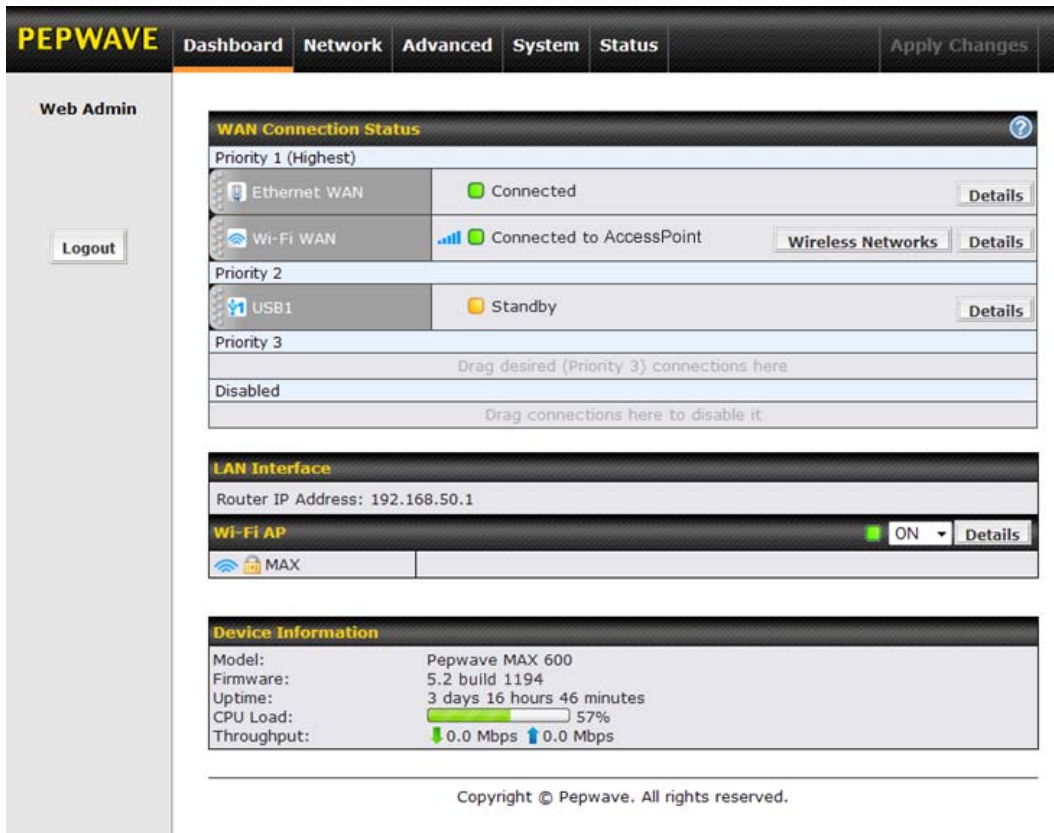 PEPWAVE
Dashboard Network Advanced System Status Apply Changes
Web Admin
Logout
WAN Connection Status
Priority 1 (Highest)
Ethernet WAN Connected Details
Wi-Fi WAN Connected to AccessPoint Wireless Networks Details
Priority 2
USB1 Standby Details
Priority 3
Drag desired (Priority 3) connections here
Disabled
Drag connections here to disable it
LAN Interface
Router IP Address: 192.168.50.1
Wi-Fi AP ON Details
MAX
Device Information
Model: Pepwave MAX 600
Firmware: 5.2 build 1194
Uptime: 3 days 16 hours 46 minutes
CPU Load: 57%
Throughput: 0.0 Mbps 0.0 Mbps
Copyright © Pepwave. All rights reserved.